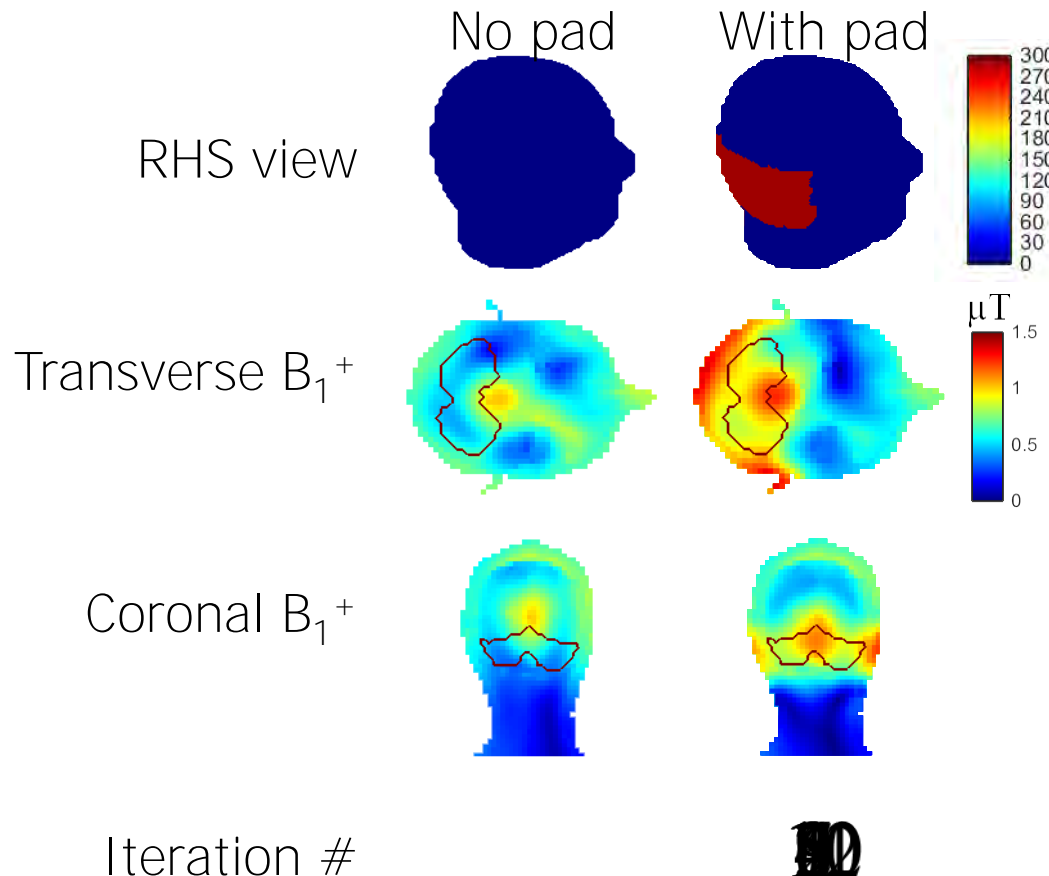 No pad With pad
RHS view
300
270
240
210
180
150
120
90
60
30
0
Transverse B₁⁺
μT
1.5
1
0.5
0
Coronal B₁⁺
Iteration #